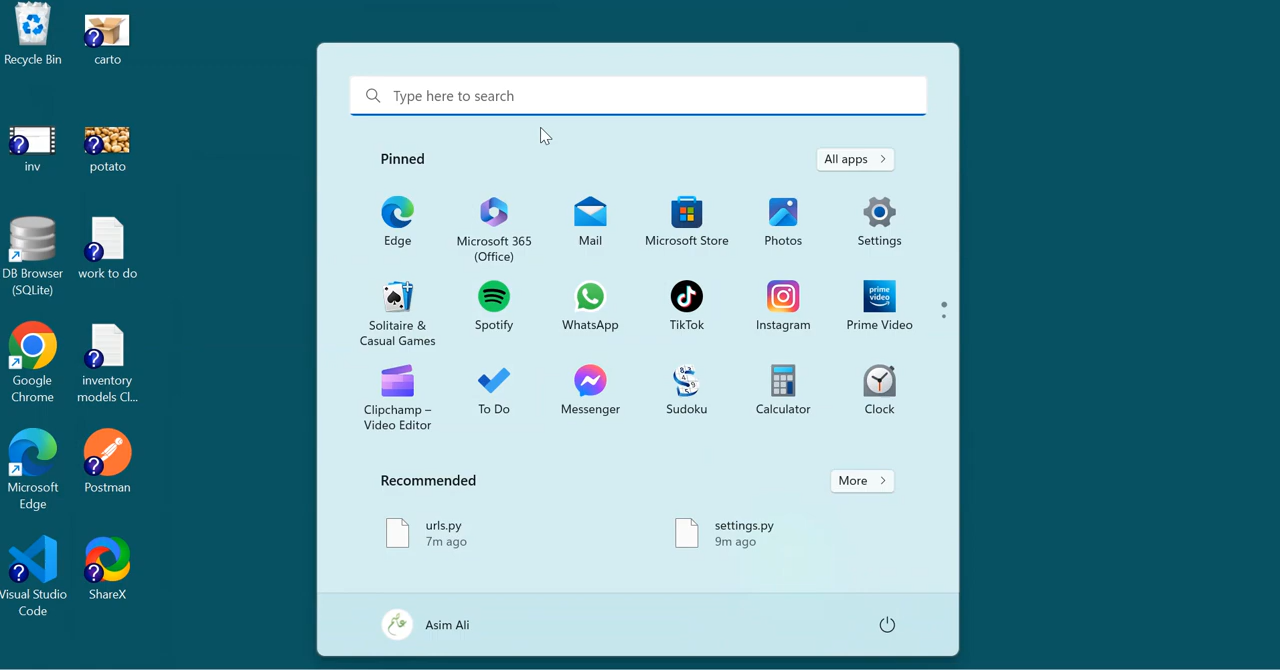 Recycle Bin
carto
inv
potato
DB Browser
(SQLite)
work to do
Google
Chrome
inventory
models Cl...
Microsoft
Edge
Postman
Visual Studio
Code
ShareX
Type here to search
Pinned
All apps
Edge
Microsoft 365
(Office)
Mail
Microsoft Store
Photos
Settings
Solitaire &
Casual Games
Spotify
WhatsApp
TikTok
Instagram
prime
video
Prime Video
Clipchamp –
Video Editor
To Do
Messenger
Sudoku
Calculator
Clock
Recommended
More
urls.py
7m ago
settings.py
9m ago
Asim Ali